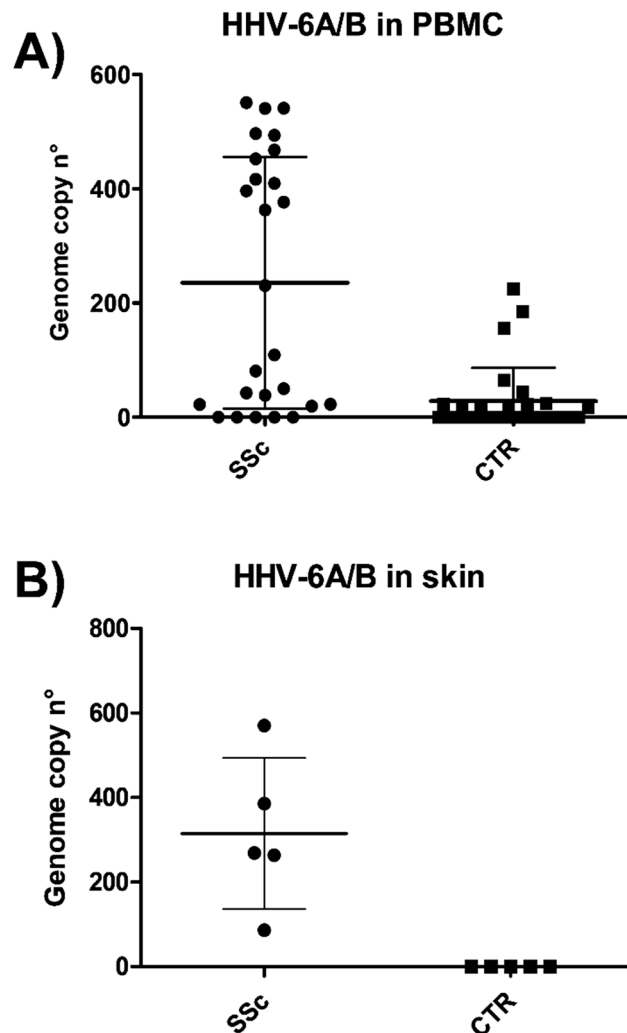 A)
HHV-6A/B in PBMC
Genome copy n°
600
400
200
0
SSc
CTR
B)
HHV-6A/B in skin
Genome copy n°
800
600
400
200
0
SSc
CTR